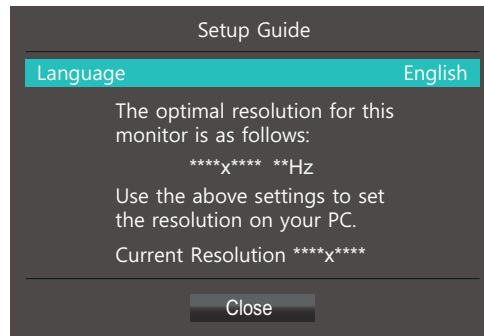 Setup Guide
Language English
The optimal resolution for this
monitor is as follows:
****x**** **Hz
Use the above settings to set
the resolution on your PC.
Current Resolution ****x****
Close